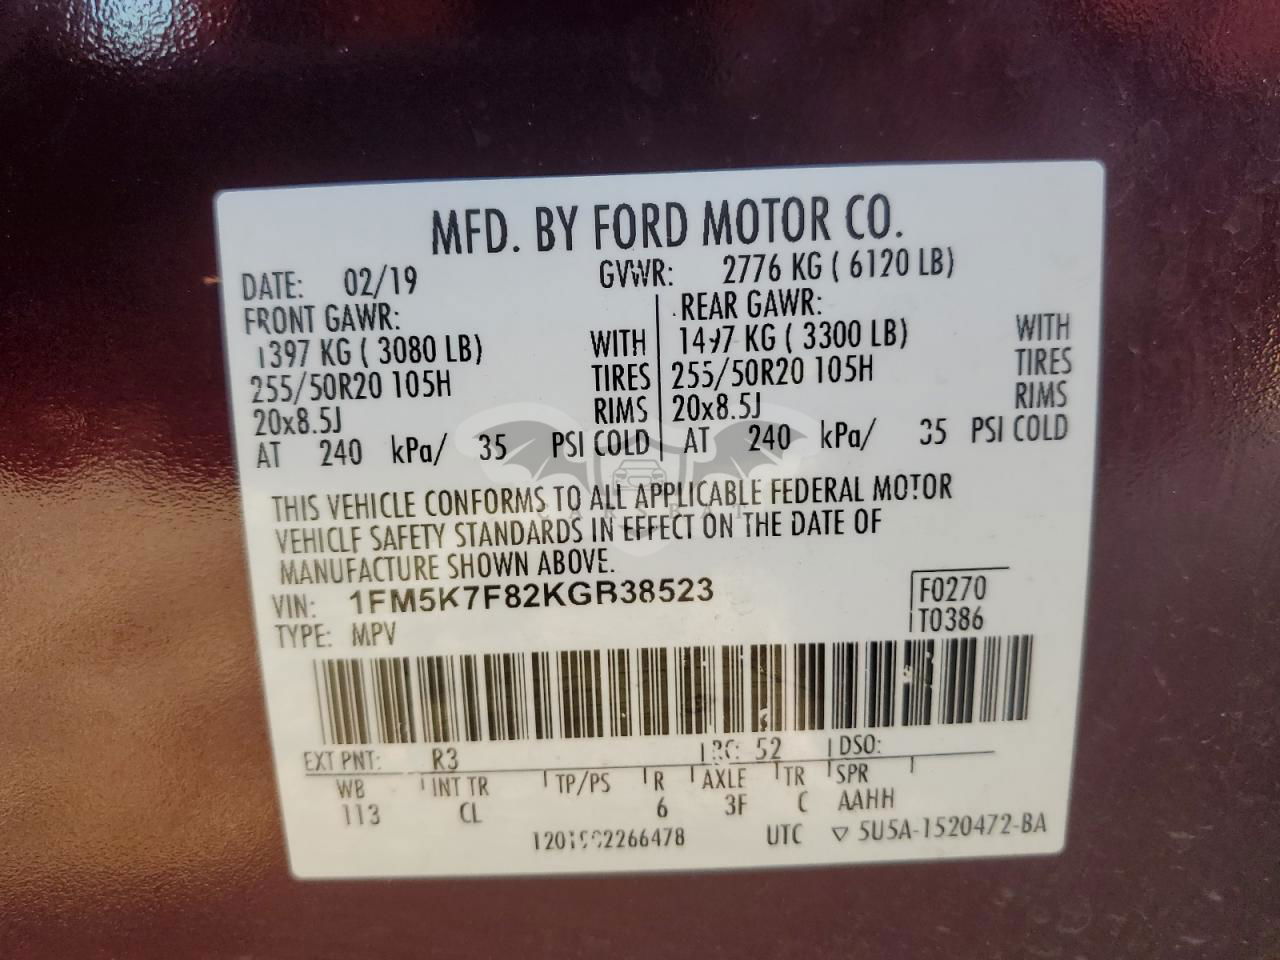 MFD. BY FORD MOTOR CO.
DATE: 02/19 GVWR: 2776 KG ( 6120 LB)
FRONT GAWR: REAR GAWR:
1397 KG ( 3080 LB) WITH 1497 KG ( 3300 LB) WITH
255/50R20 105H TIRES 255/50R20 105H TIRES
20x8.5J RIMS 20x8.5J RIMS
AT 240 kPa/ 35 PSI COLD AT 240 kPa/ 35 PSI COLD
CARSBAT
THIS VEHICLE CONFORMS TO ALL APPLICABLE FEDERAL MOTOR
VEHICLE SAFETY STANDARDS IN EFFECT ON THE DATE OF
MANUFACTURE SHOWN ABOVE.
VIN: 1FM5K7F82KGB38523 F0270
TYPE: MPV T0386
EXT PNT: R3 RC: 52 DSO:
WB INT TR TP/PS R AXLE TR SPR
113 CL 6 3F C AAHH
UTC ▽ 5U5A-1520472-BA